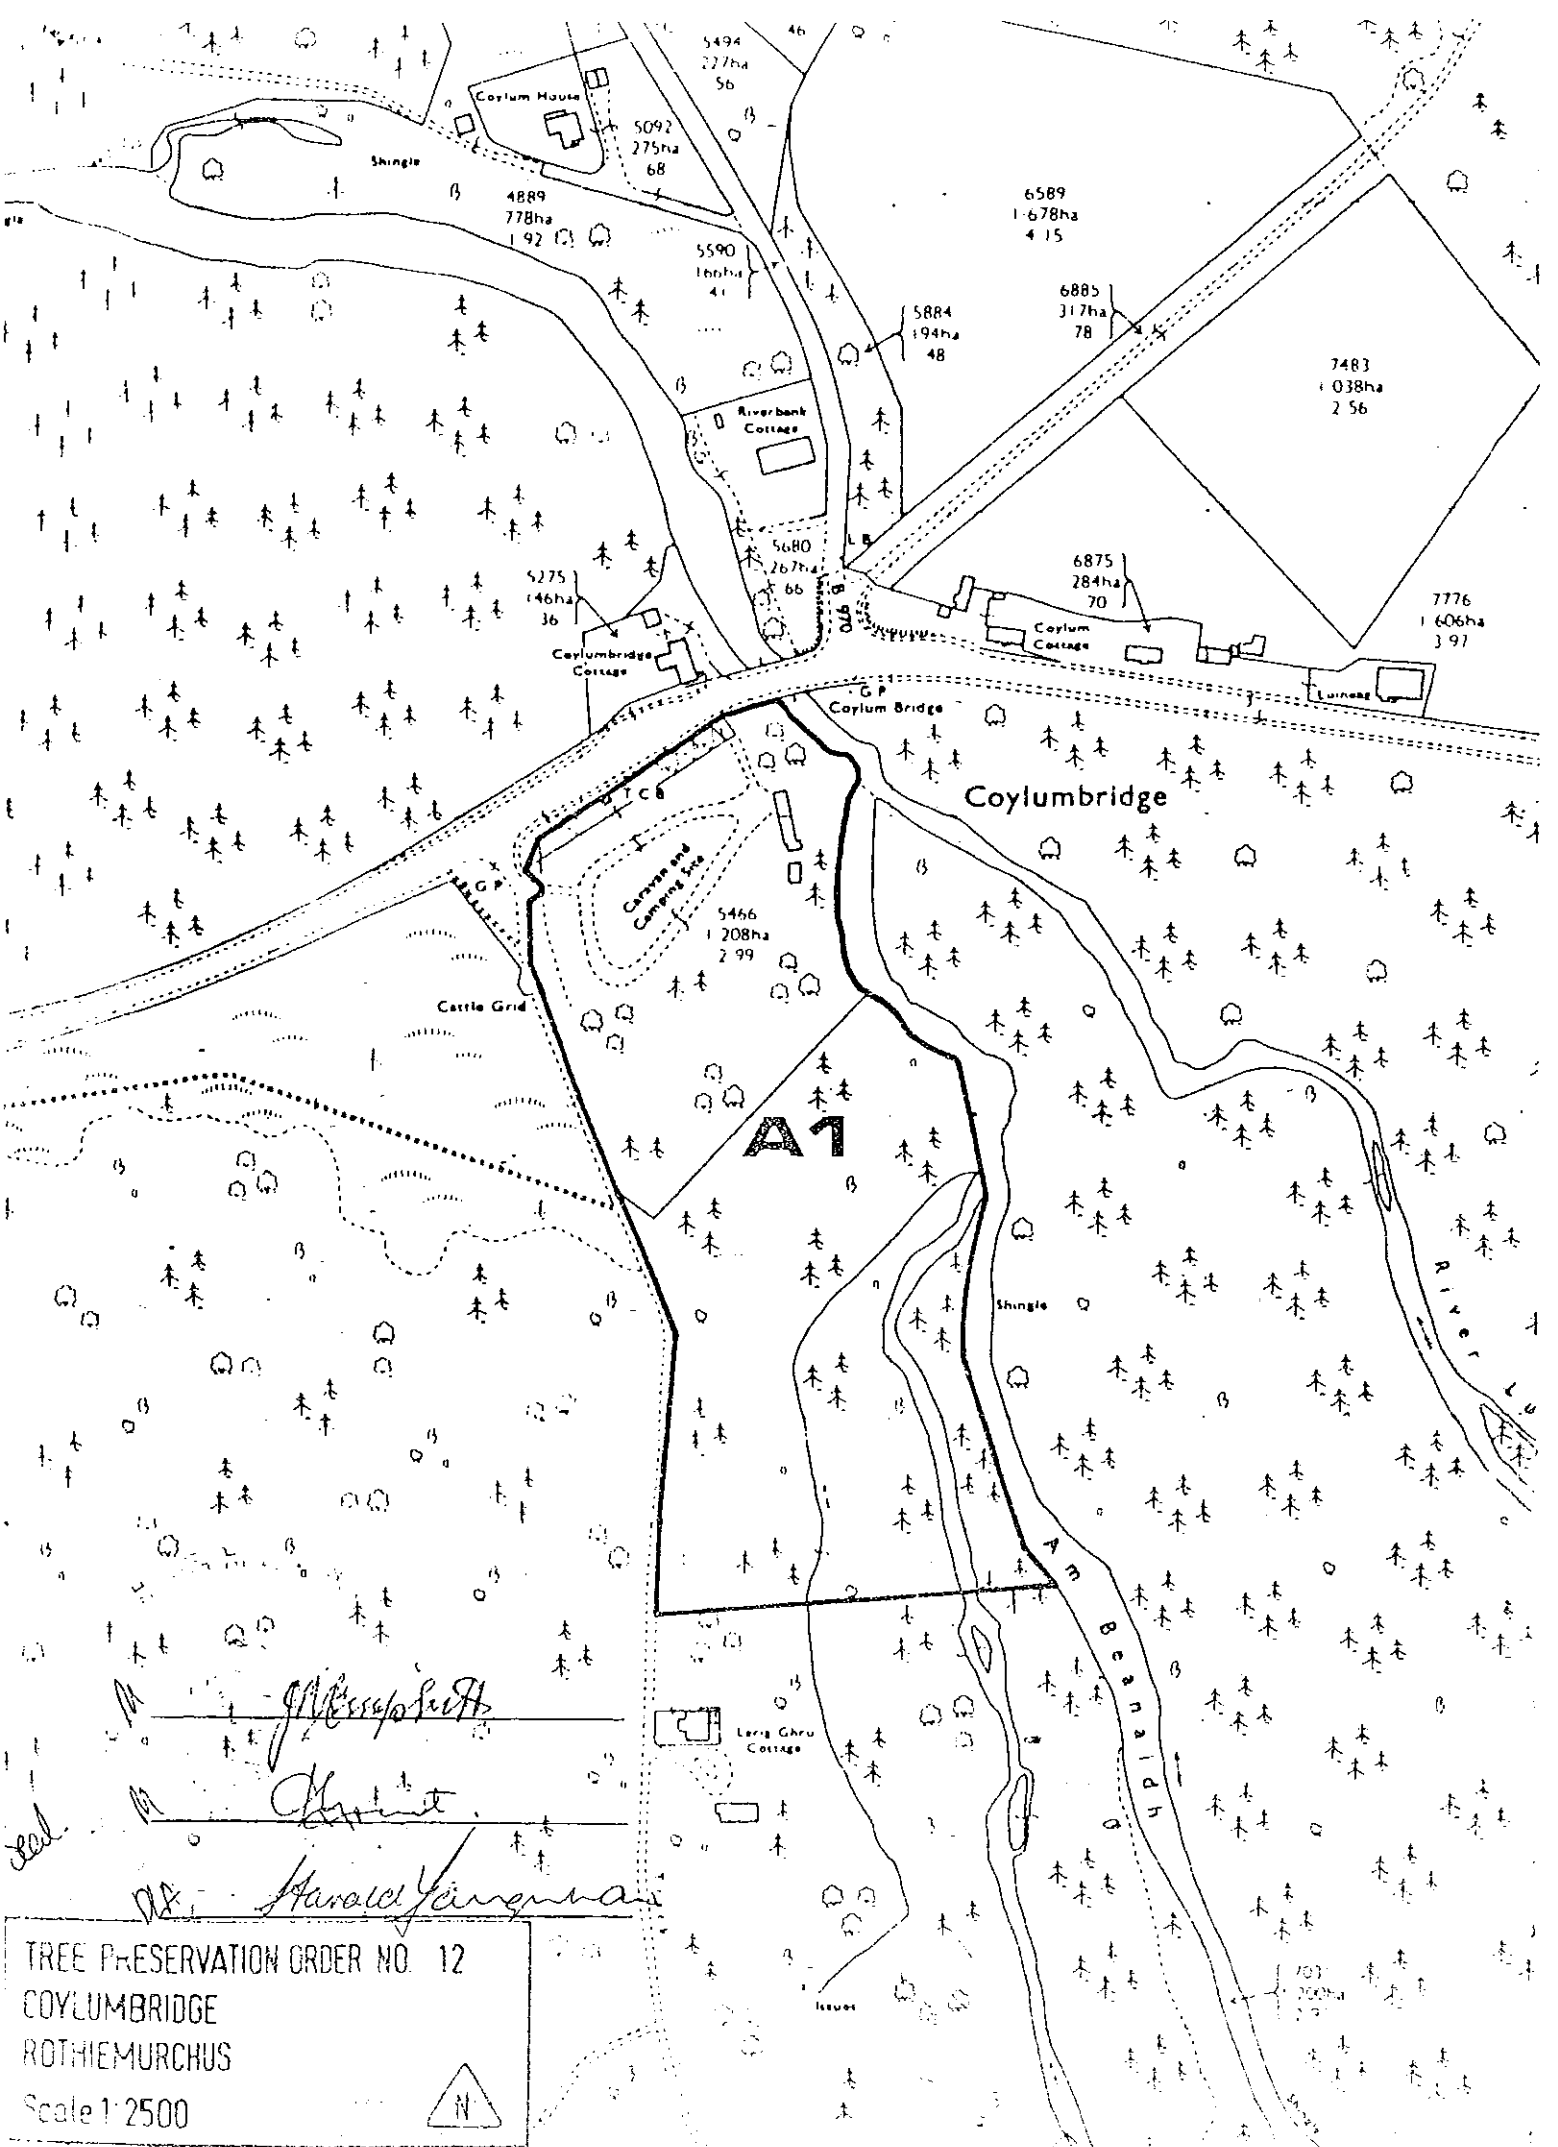 46
5494
227ha
56
Coylum House
5092
275ha
68
Shingle
4889
778ha
1 92
6589
1·678ha
4 15
5590
166ha
41
5884
194ha
48
6885
317ha
78
7483
1 038ha
2 56
Riverbank
Cottage
L B
5680
267ha
66
B 970
5275
146ha
36
6875
284ha
70
7776
1 606ha
3 97
Coylumbridge
Cottage
Coylum
Cottage
G P
Coylum Bridge
Coylumbridge
T C B
Caravan and
Camping Site
G P
5466
1 208ha
2 99
Cattle Grid
A1
River
Shingle
Am Beanaidh
Lairig Ghru
Cottage
Issues
Harald
TREE PRESERVATION ORDER NO. 12
COYLUMBRIDGE
ROTHIEMURCHUS
Scale 1:2500
N